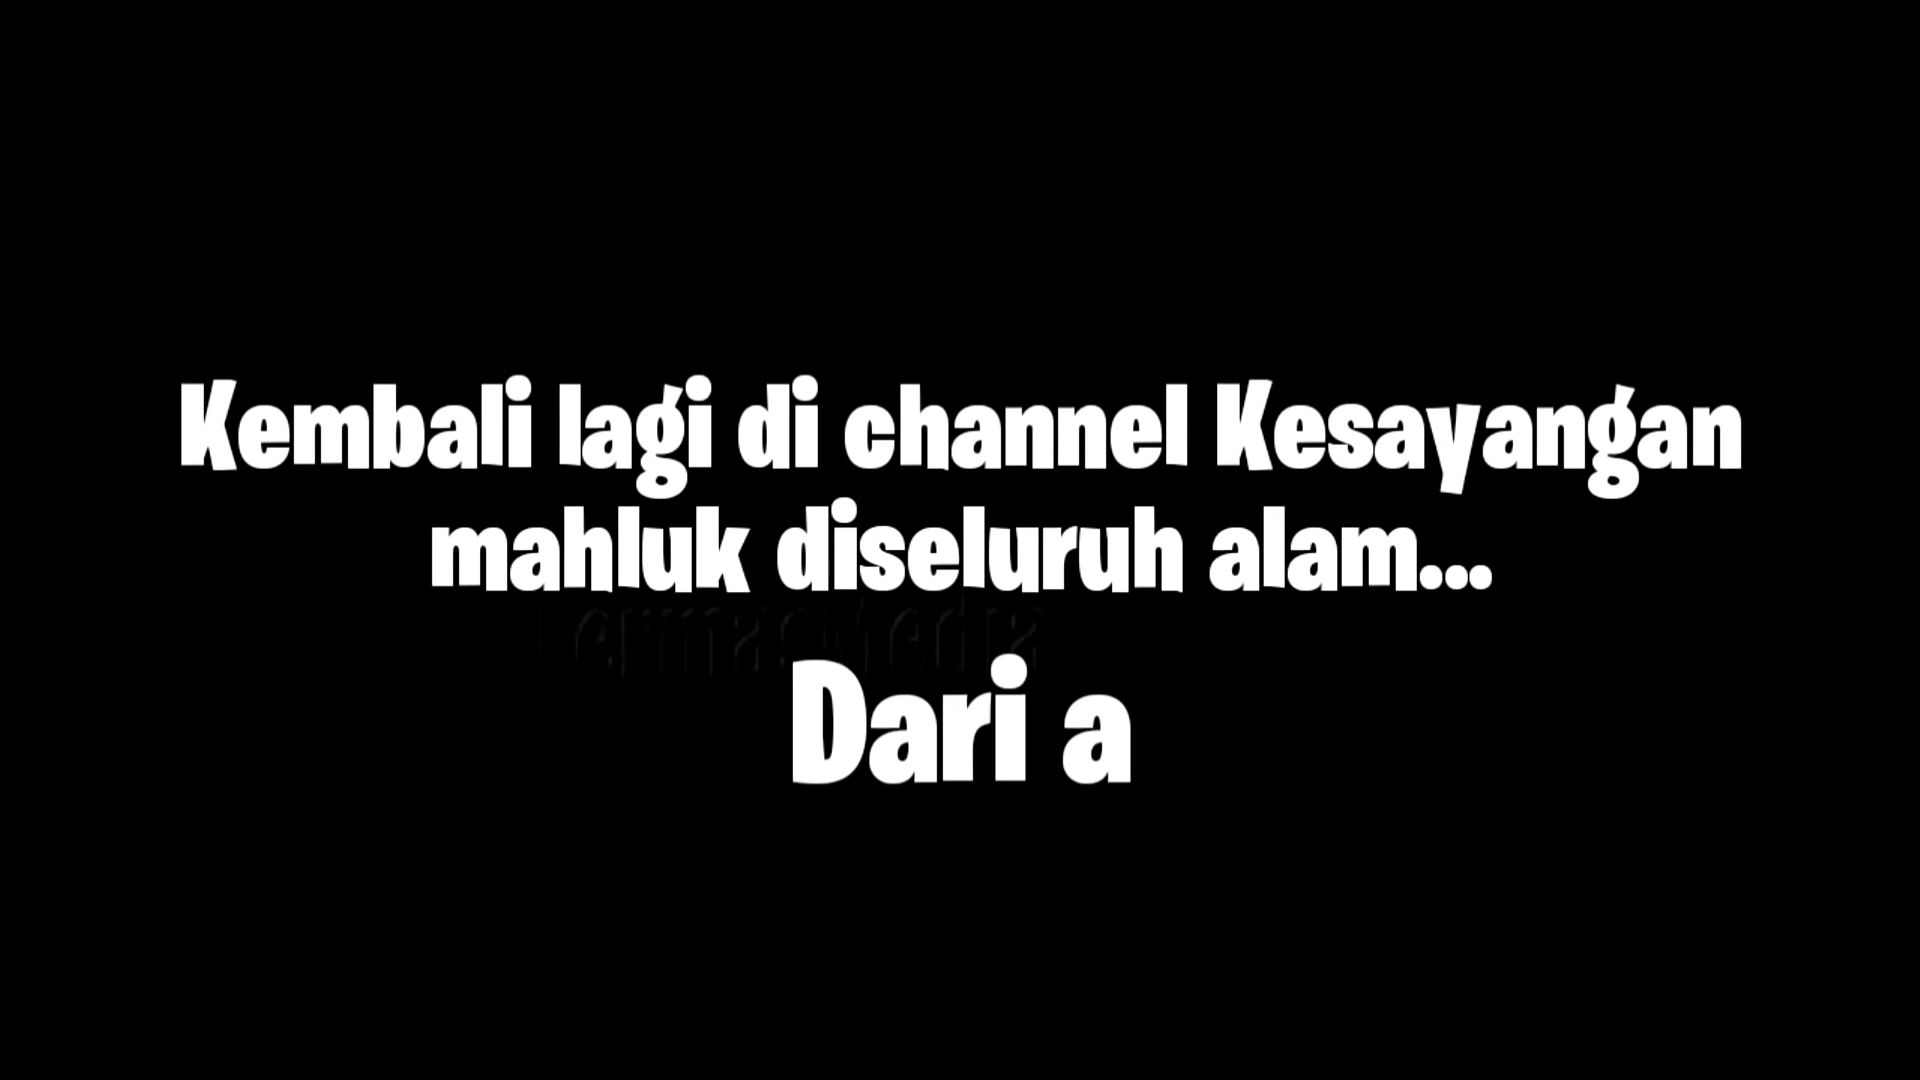 Kembali lagi di channel Kesayangan
mahluk diseluruh alam...
Dari a